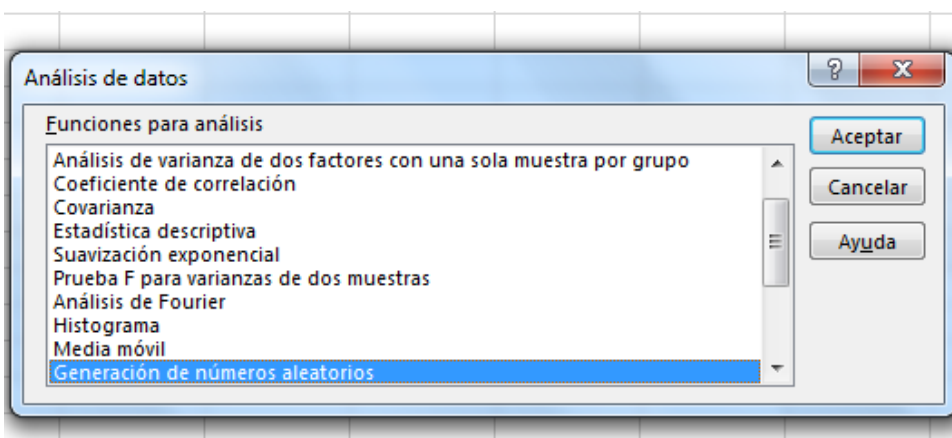 Análisis de datos
Funciones para análisis
Análisis de varianza de dos factores con una sola muestra por grupo
Coeficiente de correlación
Covarianza
Estadística descriptiva
Suavización exponencial
Prueba F para varianzas de dos muestras
Análisis de Fourier
Histograma
Media móvil
Generación de números aleatorios
Aceptar
Cancelar
Ayuda